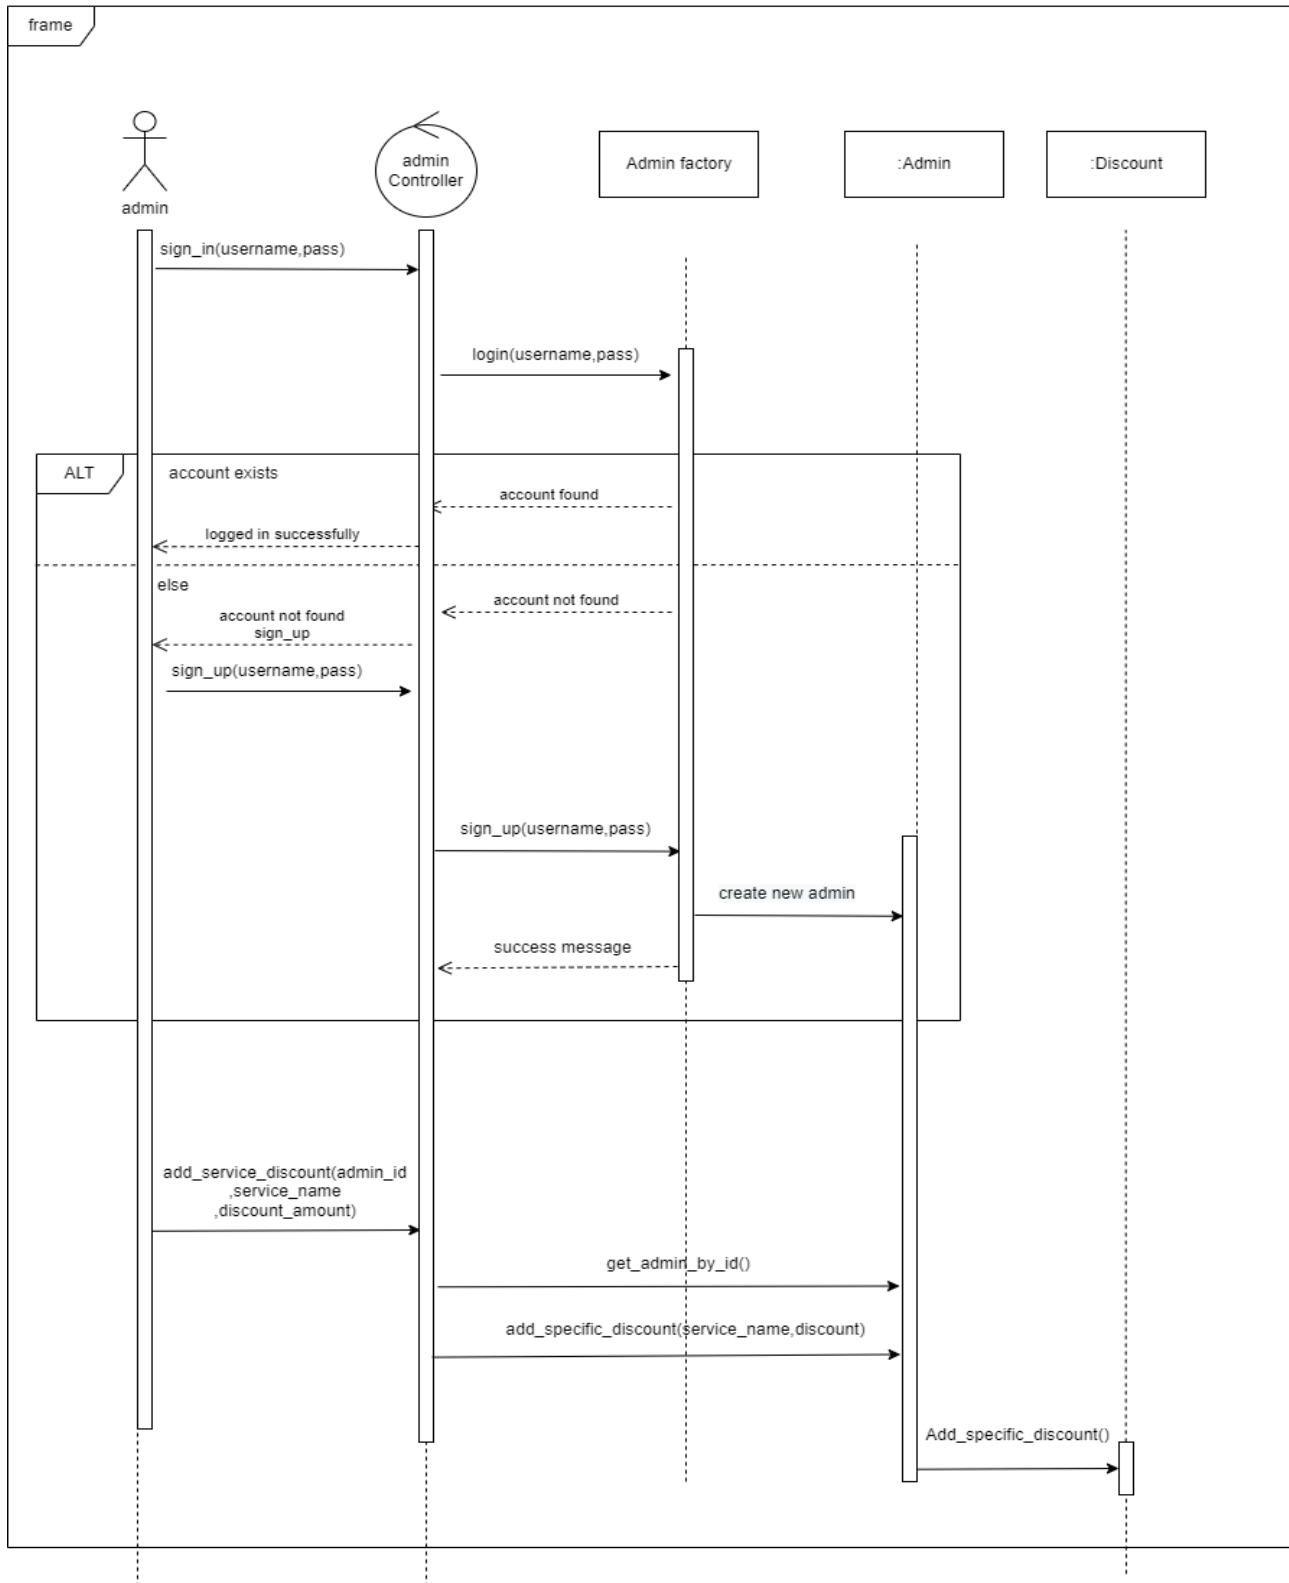 frame
admin
admin
Controller
Admin factory
:Admin
:Discount
sign_in(username,pass)
login(username,pass)
ALT
account exists
account found
logged in successfully
else
account not found
account not found
sign_up
sign_up(username,pass)
sign_up(username,pass)
create new admin
success message
add_service_discount(admin_id
,service_name
,discount_amount)
get_admin_by_id()
add_specific_discount(service_name,discount)
Add_specific_discount()